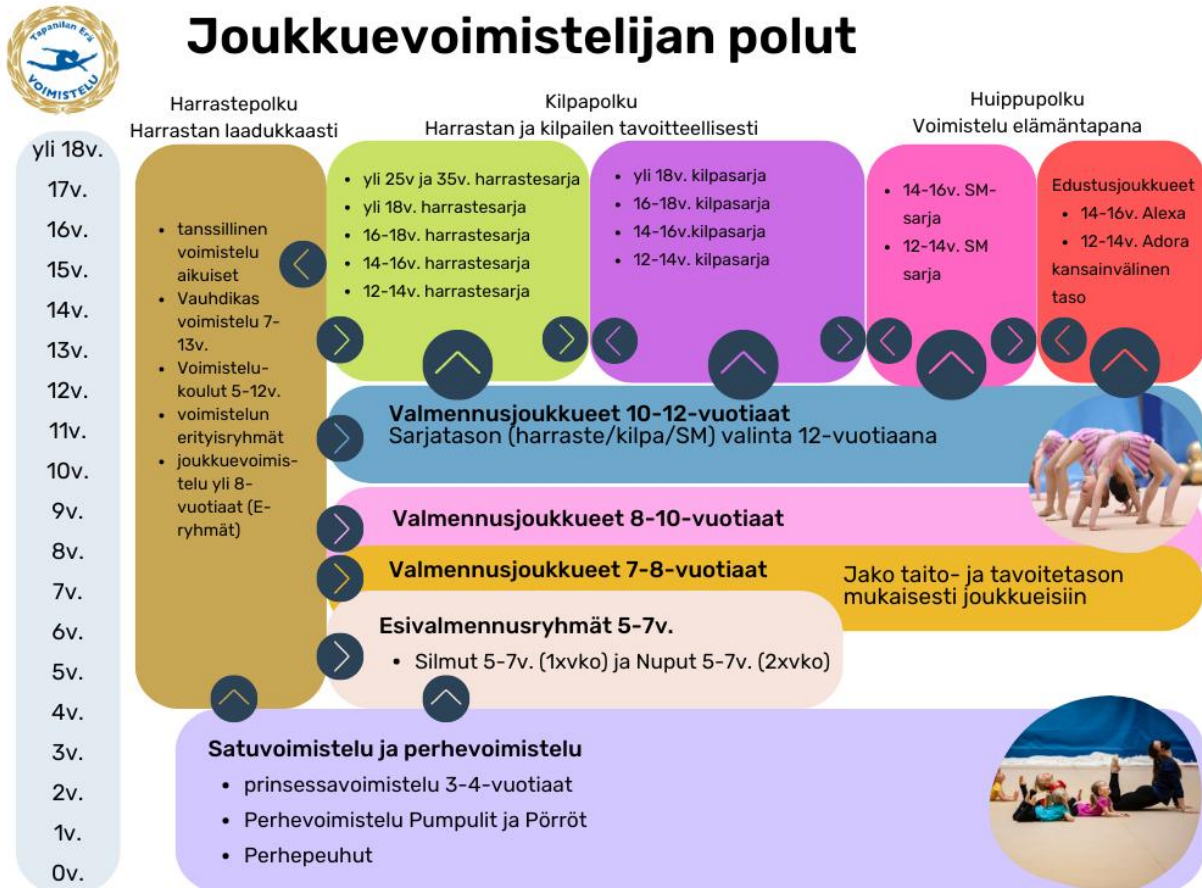 Tapanilan Erä
VOIMISTELU
Joukkuevoimistelijan polut
Harrastepolku
Harrastan laadukkaasti
Kilpapolku
Harrastan ja kilpailen tavoitteellisesti
Huippupolku
Voimistelu elämäntapana
yli 18v.
17v.
16v.
15v.
14v.
13v.
12v.
11v.
10v.
9v.
8v.
7v.
6v.
5v.
4v.
3v.
2v.
1v.
0v.
• tanssillinen
voimistelu
aikuiset
• Vauhdikas
voimistelu 7-
13v.
• Voimistelu-
koulut 5-12v.
• voimistelun
erityisryhmät
• joukkuevoimis-
telu yli 8-
vuotiaat (E-
ryhmät)
• yli 25v ja 35v. harrastesarja
• yli 18v. harrastesarja
• 16-18v. harrastesarja
• 14-16v. harrastesarja
• 12-14v. harrastesarja
• yli 18v. kilpasarja
• 16-18v. kilpasarja
• 14-16v.kilpasarja
• 12-14v. kilpasarja
• 14-16v. SM-
sarja
• 12-14v. SM
sarja
Edustusjoukkueet
• 14-16v. Alexa
• 12-14v. Adora
kansainvälinen
taso
Valmennusjoukkueet 10-12-vuotiaat
Sarjatason (harraste/kilpa/SM) valinta 12-vuotiaana
Valmennusjoukkueet 8-10-vuotiaat
Valmennusjoukkueet 7-8-vuotiaat
Jako taito- ja tavoitetason
mukaisesti joukkueisiin
Esivalmennusryhmät 5-7v.
• Silmut 5-7v. (1xvko) ja Nuput 5-7v. (2xvko)
Satuvoimistelu ja perhevoimistelu
• prinsessavoimistelu 3-4-vuotiaat
• Perhevoimistelu Pumpulit ja Pörröt
• Perhepeuhut